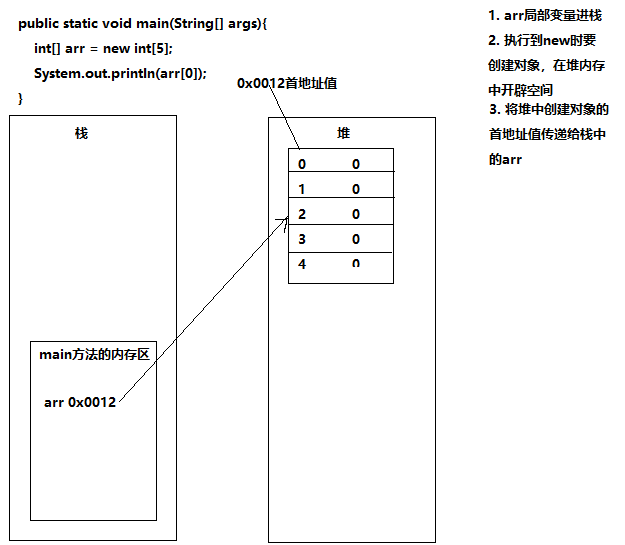 public static void main(String[] args){
int[] arr = new int[5];
System.out.println(arr[0]);
}
1. arr局部变量进栈
2. 执行到new时要
创建对象，在堆内存
中开辟空间
3. 将堆中创建对象的
首地址值传递给栈中
的arr
0x0012首地址值
栈
堆
0 0
1 0
2 0
3 0
4 0
main方法的内存区
arr 0x0012